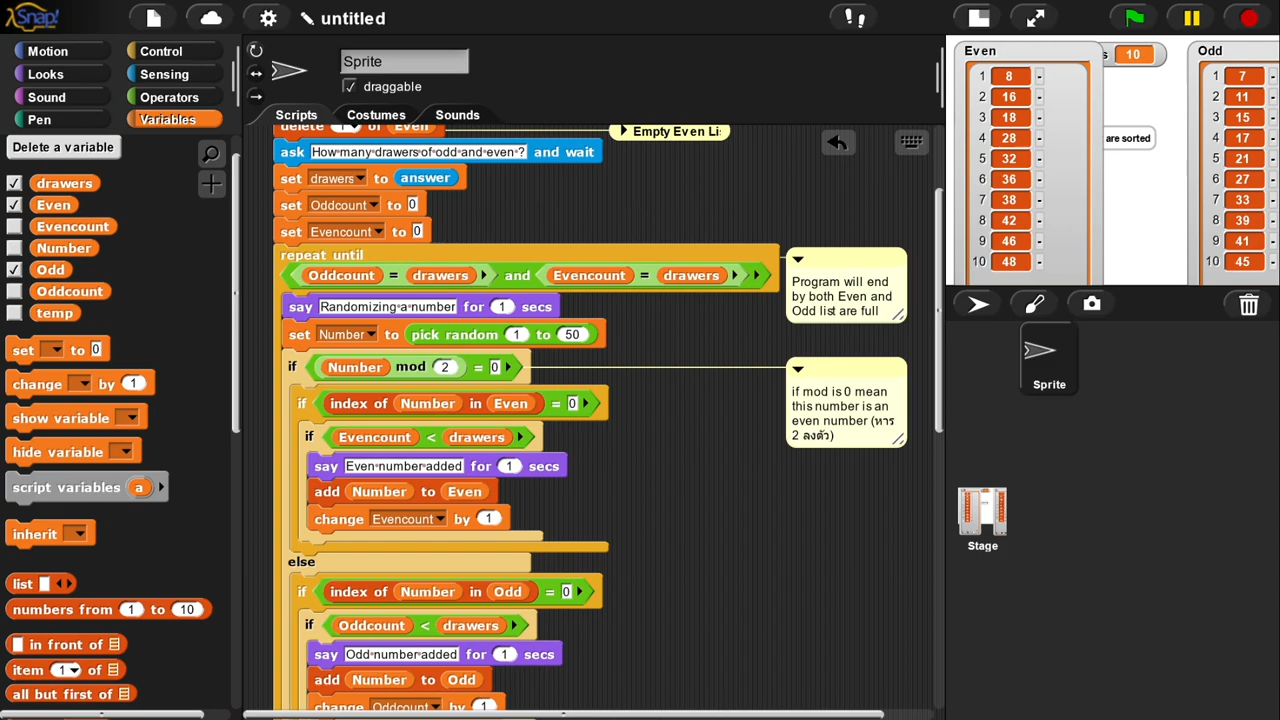 Snap!
untitled
Motion
Control
Looks
Sensing
Sound
Operators
Pen
Variables
Delete a variable
drawers
Even
Evencount
Number
Odd
Oddcount
temp
set to 0
change by 1
show variable
hide variable
script variables a
inherit
list
numbers from 1 to 10
in front of
item 1 of
all but first of
Sprite
draggable
Scripts
Costumes
Sounds
delete 1 of Even
Empty Even Li
ask How many drawers of odd and even ? and wait
set drawers to answer
set Oddcount to 0
set Evencount to 0
repeat until
Oddcount = drawers and Evencount = drawers
Program will end
by both Even and
Odd list are full
say Randomizing a number for 1 secs
set Number to pick random 1 to 50
if Number mod 2 = 0
if mod is 0 mean
this number is an
even number (หาร
2 ลงตัว)
if index of Number in Even = 0
if Evencount < drawers
say Even number added for 1 secs
add Number to Even
change Evencount by 1
else
if index of Number in Odd = 0
if Oddcount < drawers
say Odd number added for 1 secs
add Number to Odd
change Oddcount by 1
Even
1 8 -
2 16 -
3 18 -
4 28 -
5 32 -
6 36 -
7 38 -
8 42 -
9 46 -
10 48 -
s 10
are sorted
Odd
1 7 -
2 11 -
3 15 -
4 17 -
5 21 -
6 27 -
7 33 -
8 39 -
9 41 -
10 45 -
Sprite
Stage